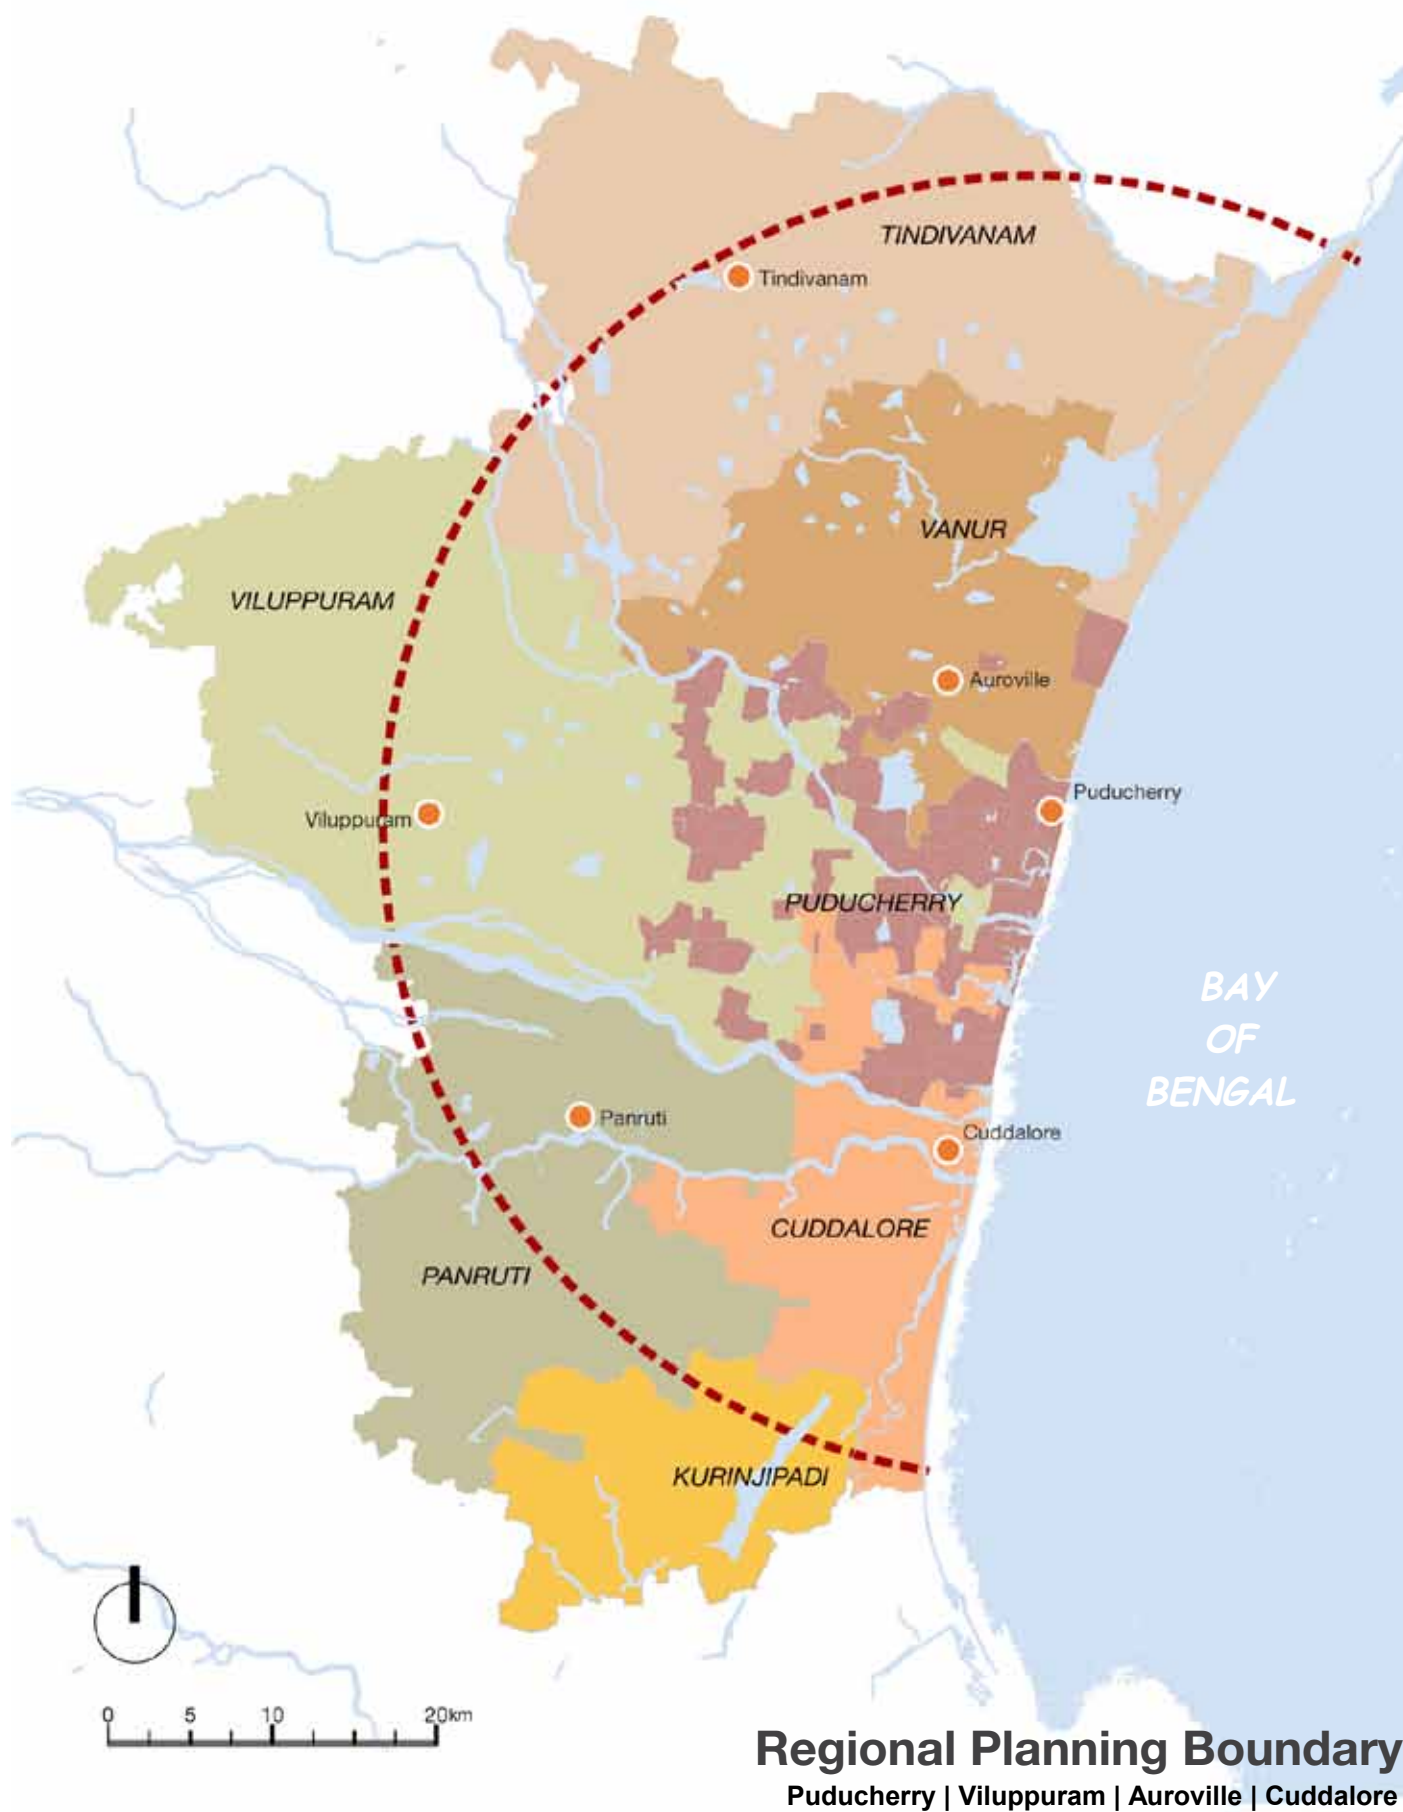 TINDIVANAM
Tindivanam
VANUR
VILUPPURAM
Auroville
Puducherry
Viluppuram
PUDUCHERRY
BAY
OF
BENGAL
Panruti
Cuddalore
CUDDALORE
PANRUTI
KURINJIPADI
0 5 10 20km
Regional Planning Boundary
Puducherry | Viluppuram | Auroville | Cuddalore